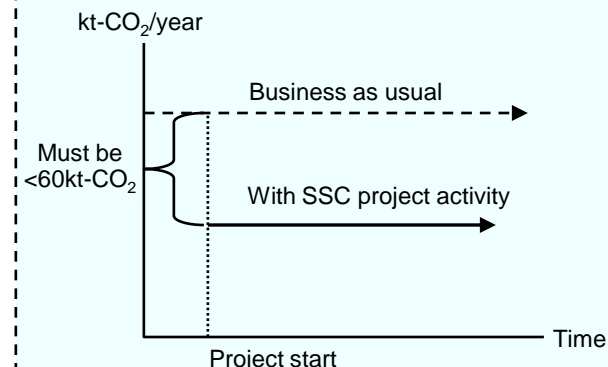 kt-CO₂/year
Business as usual
Must be
<60kt-CO₂
With SSC project activity
Time
Project start